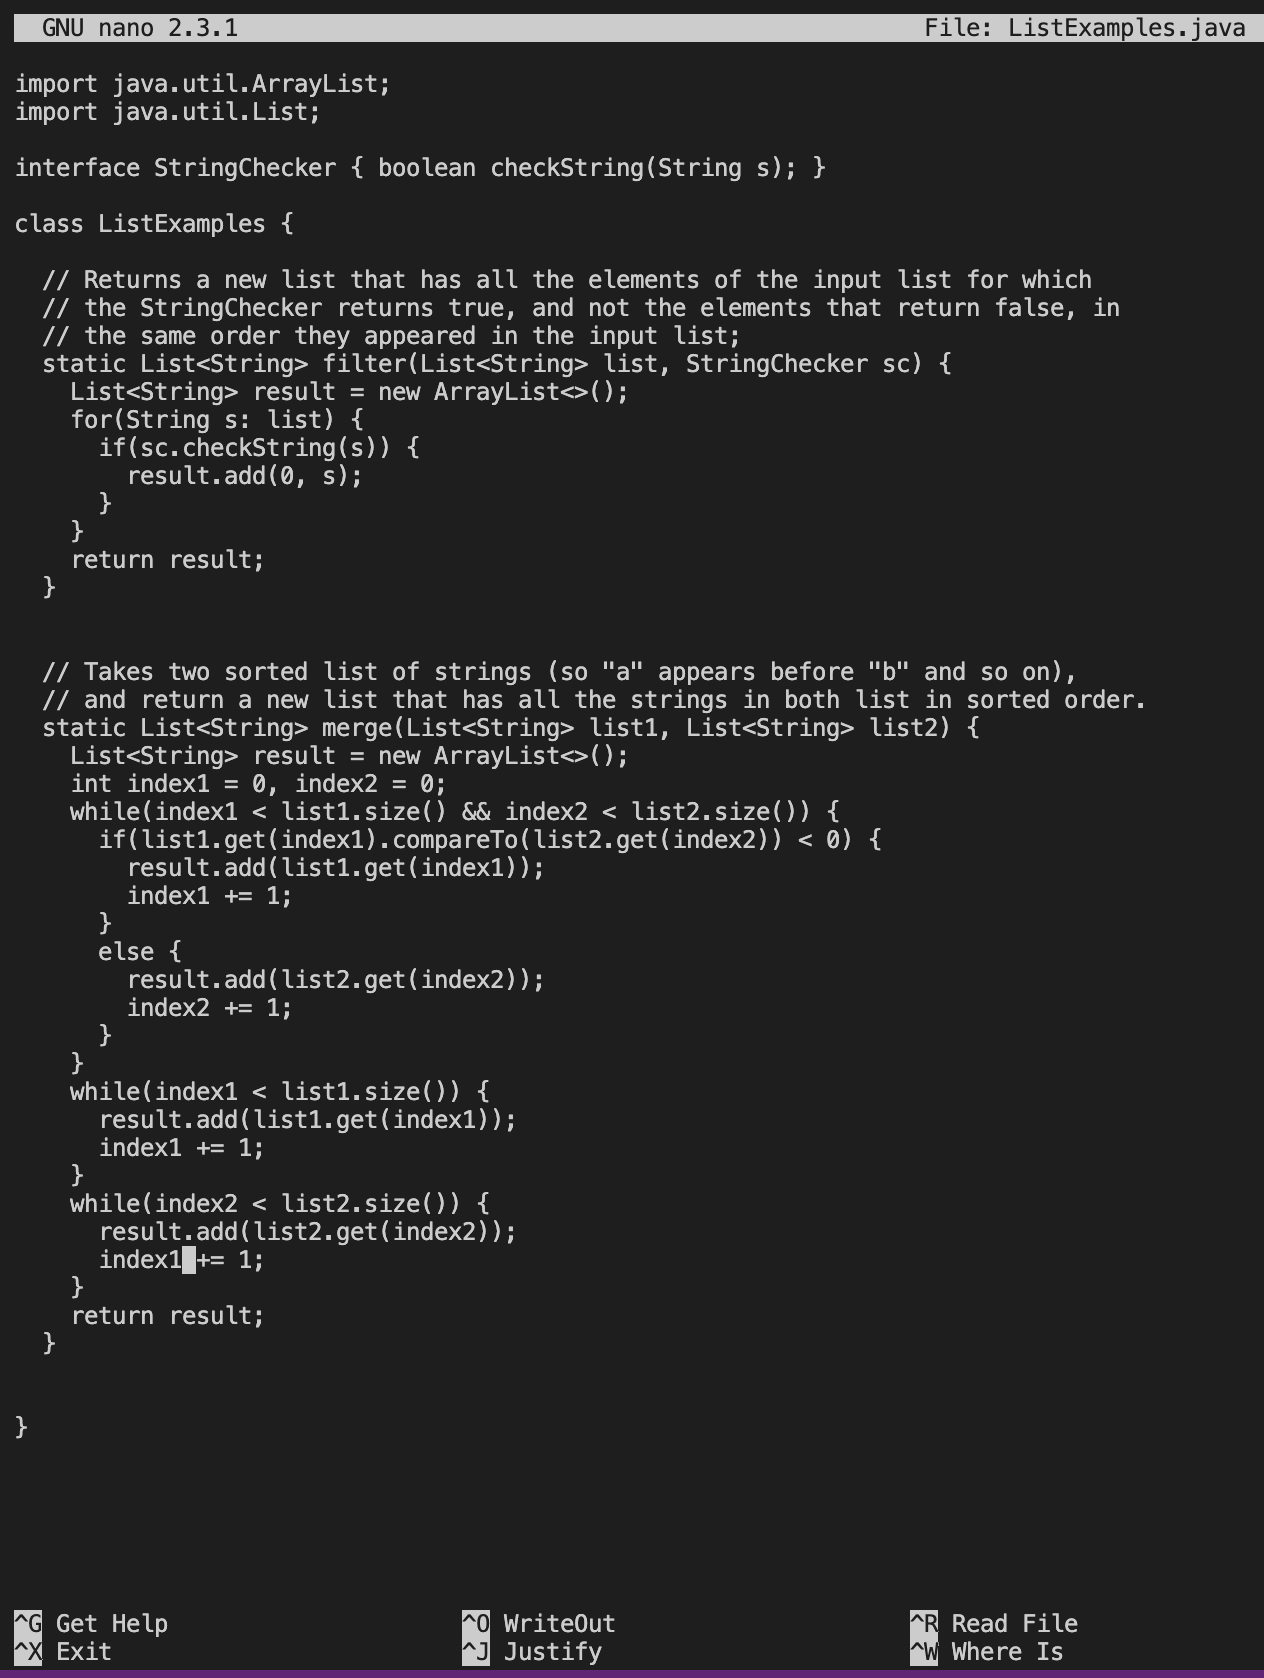 GNU nano 2.3.1 File: ListExamples.java
import java.util.ArrayList;
import java.util.List;
interface StringChecker { boolean checkString(String s); }
class ListExamples {
  // Returns a new list that has all the elements of the input list for which
  // the StringChecker returns true, and not the elements that return false, in
  // the same order they appeared in the input list;
  static List<String> filter(List<String> list, StringChecker sc) {
    List<String> result = new ArrayList<>();
    for(String s: list) {
      if(sc.checkString(s)) {
        result.add(0, s);
      }
    }
    return result;
  }
  // Takes two sorted list of strings (so "a" appears before "b" and so on),
  // and return a new list that has all the strings in both list in sorted order.
  static List<String> merge(List<String> list1, List<String> list2) {
    List<String> result = new ArrayList<>();
    int index1 = 0, index2 = 0;
    while(index1 < list1.size() && index2 < list2.size()) {
      if(list1.get(index1).compareTo(list2.get(index2)) < 0) {
        result.add(list1.get(index1));
        index1 += 1;
      }
      else {
        result.add(list2.get(index2));
        index2 += 1;
      }
    }
    while(index1 < list1.size()) {
      result.add(list1.get(index1));
      index1 += 1;
    }
    while(index2 < list2.size()) {
      result.add(list2.get(index2));
      index1 += 1;
    }
    return result;
  }
}
^G Get Help ^O WriteOut ^R Read File
^X Exit ^J Justify ^W Where Is